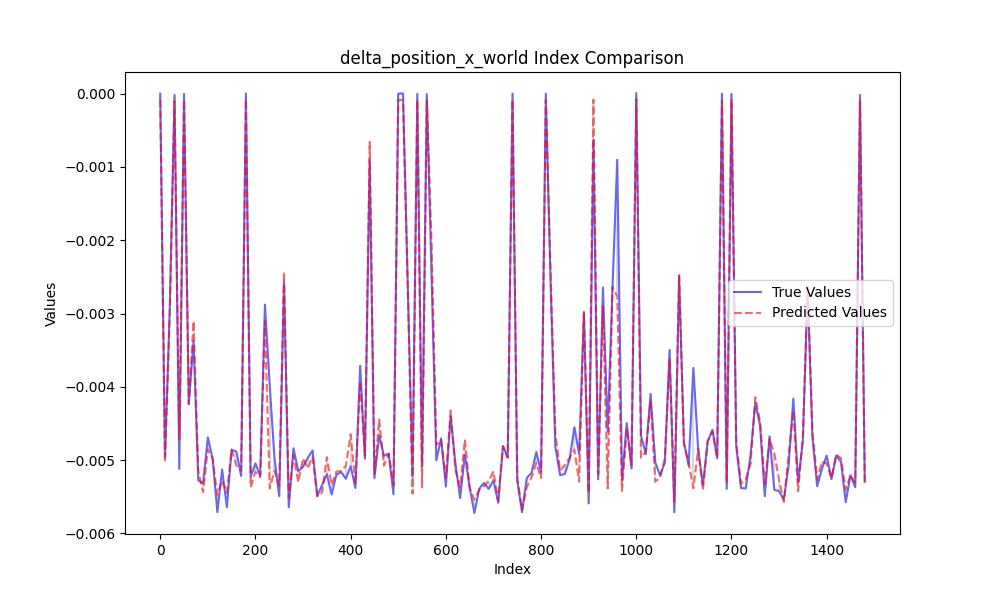 delta_position_x_world Index Comparison
0.000
−0.001
−0.002
−0.003
−0.004
−0.005
−0.006
Values
True Values
Predicted Values
0 200 400 600 800 1000 1200 1400
Index